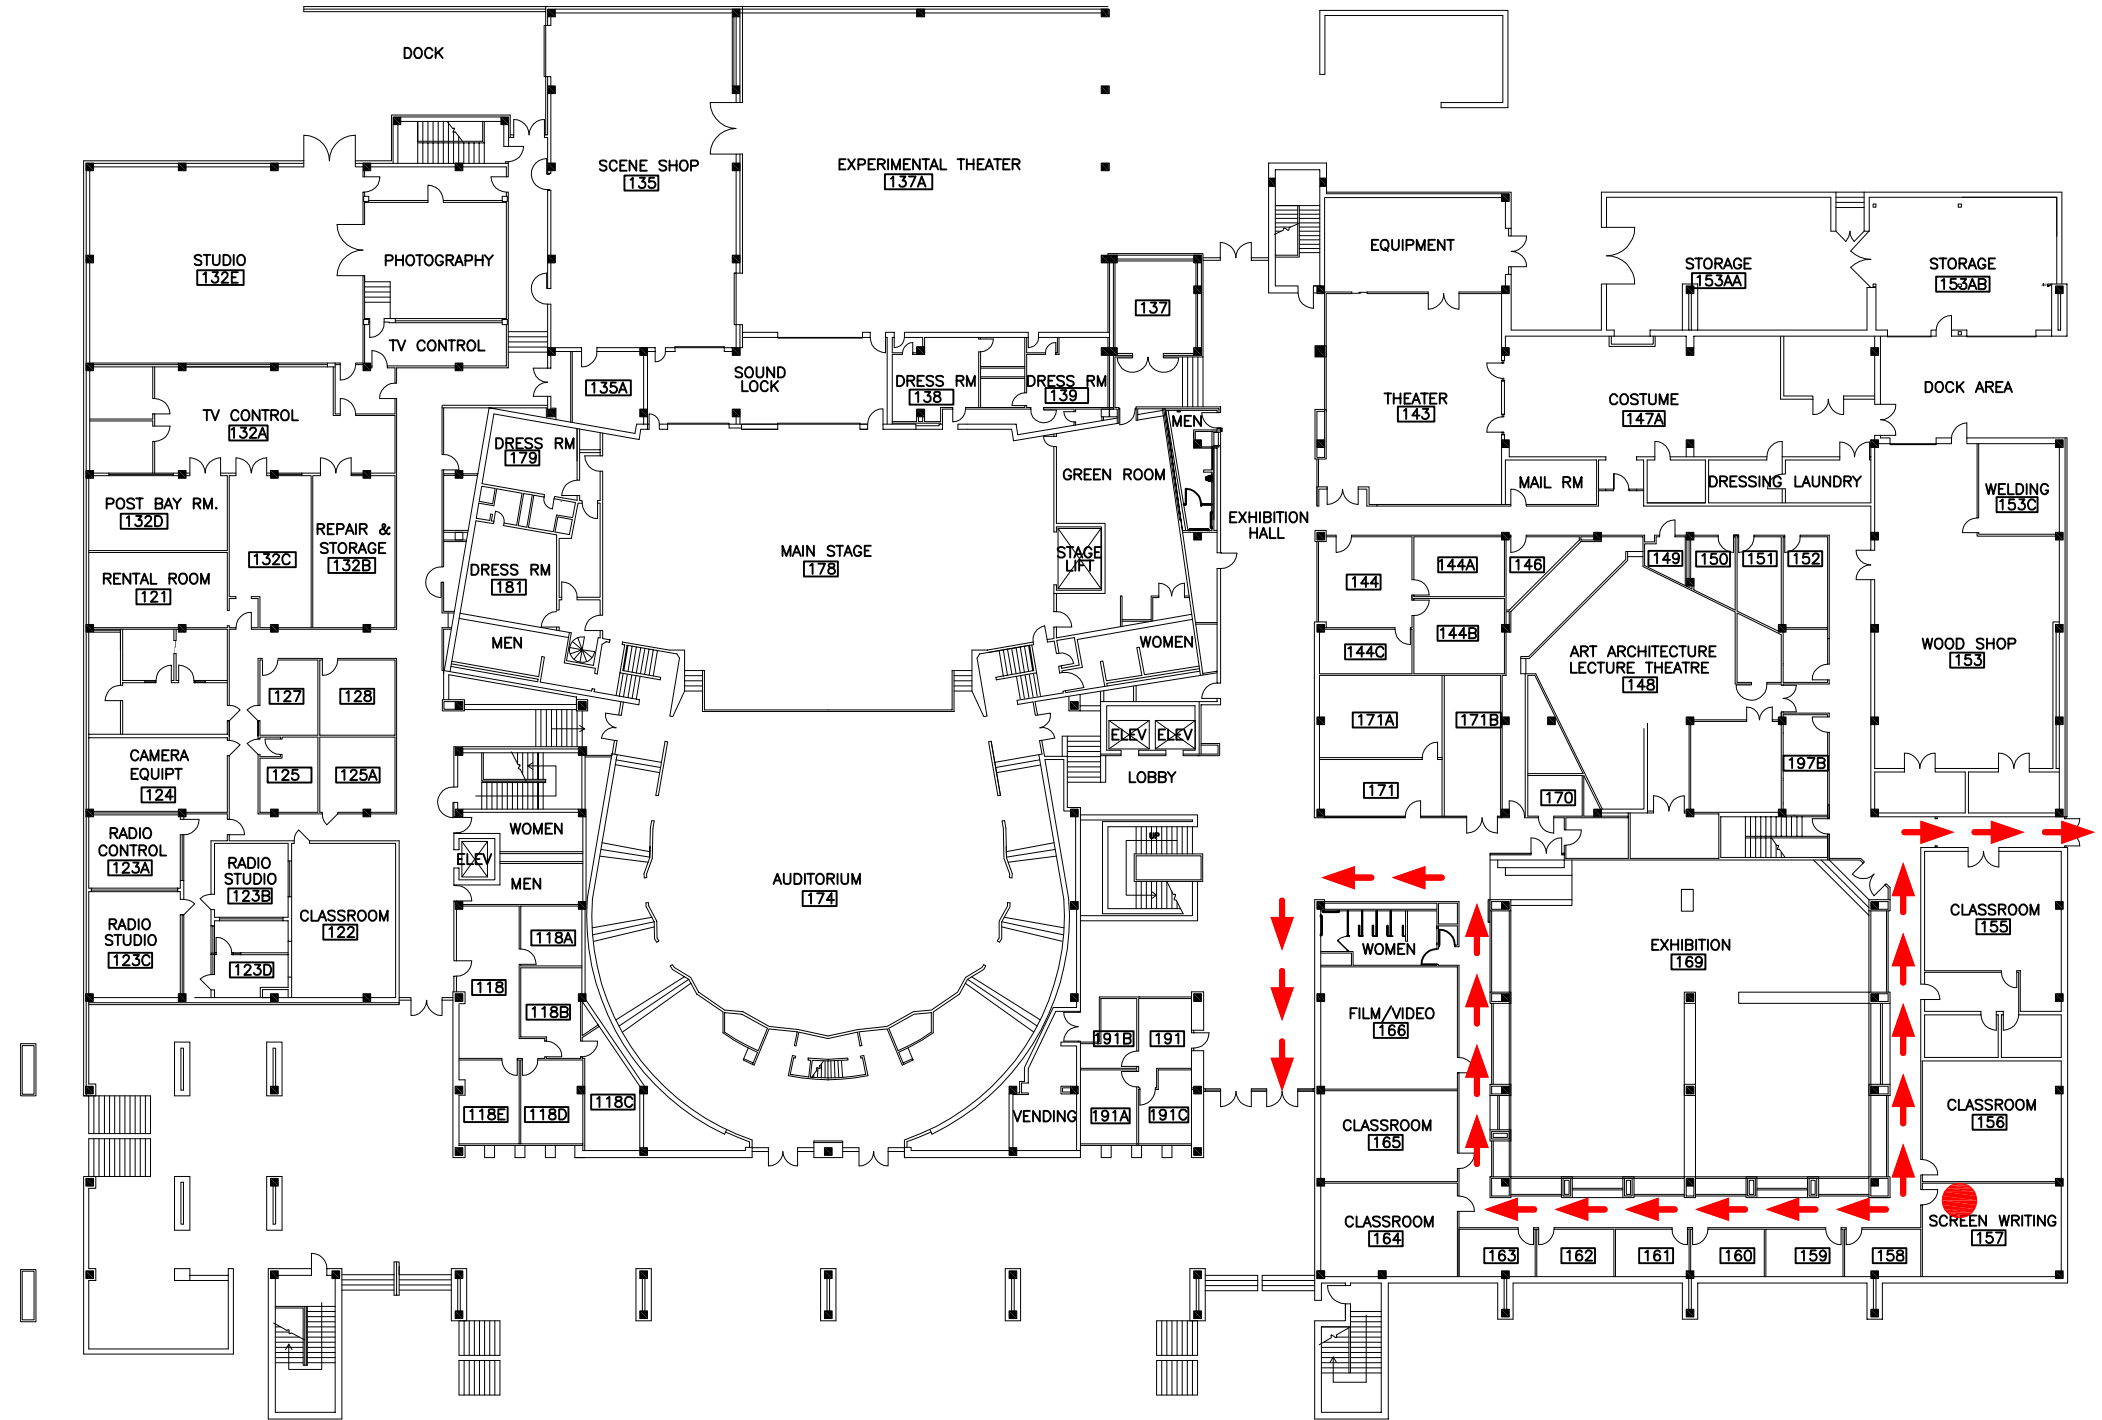 DOCK
SCENE SHOP
135
EXPERIMENTAL THEATER
137A
STUDIO
132E
PHOTOGRAPHY
TV CONTROL
EQUIPMENT
STORAGE
153AA
STORAGE
153AB
137
135A
SOUND
LOCK
DRESS RM
138
DRESS RM
139
THEATER
143
COSTUME
147A
DOCK AREA
TV CONTROL
132A
DRESS RM
179
MEN
GREEN ROOM
MAIL RM
DRESSING
LAUNDRY
WELDING
153C
POST BAY RM.
132D
REPAIR &
STORAGE
132B
132C
EXHIBITION
HALL
MAIN STAGE
178
STAGE
LIFT
RENTAL ROOM
121
DRESS RM
181
144
144A
146
149
150
151
152
144B
144C
MEN
WOMEN
ART ARCHITECTURE
LECTURE THEATRE
148
WOOD SHOP
153
127
128
171A
171B
ELEV
ELEV
CAMERA
EQUIPT
124
125
125A
LOBBY
197B
171
170
RADIO
CONTROL
123A
RADIO
STUDIO
123B
WOMEN
ELEV
MEN
UP
AUDITORIUM
174
RADIO
STUDIO
123C
CLASSROOM
122
123D
118A
118
118B
WOMEN
EXHIBITION
169
CLASSROOM
155
FILM/VIDEO
166
191B
191
118E
118D
118C
VENDING
191A
191C
CLASSROOM
165
CLASSROOM
156
CLASSROOM
164
SCREEN WRITING
157
163
162
161
160
159
158